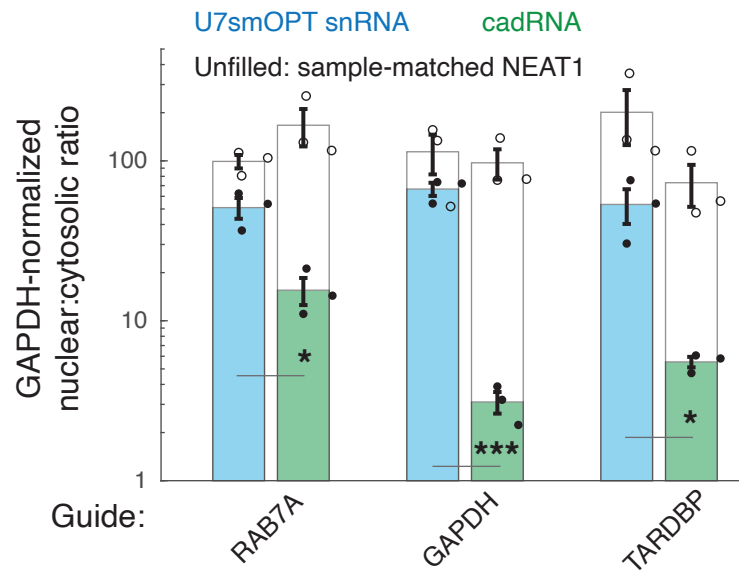 U7smOPT snRNA cadRNA
Unfilled: sample-matched NEAT1
GAPDH-normalized
nuclear:cytosolic ratio
100
10
1
*
***
*
Guide:
RAB7A
GAPDH
TARDBP